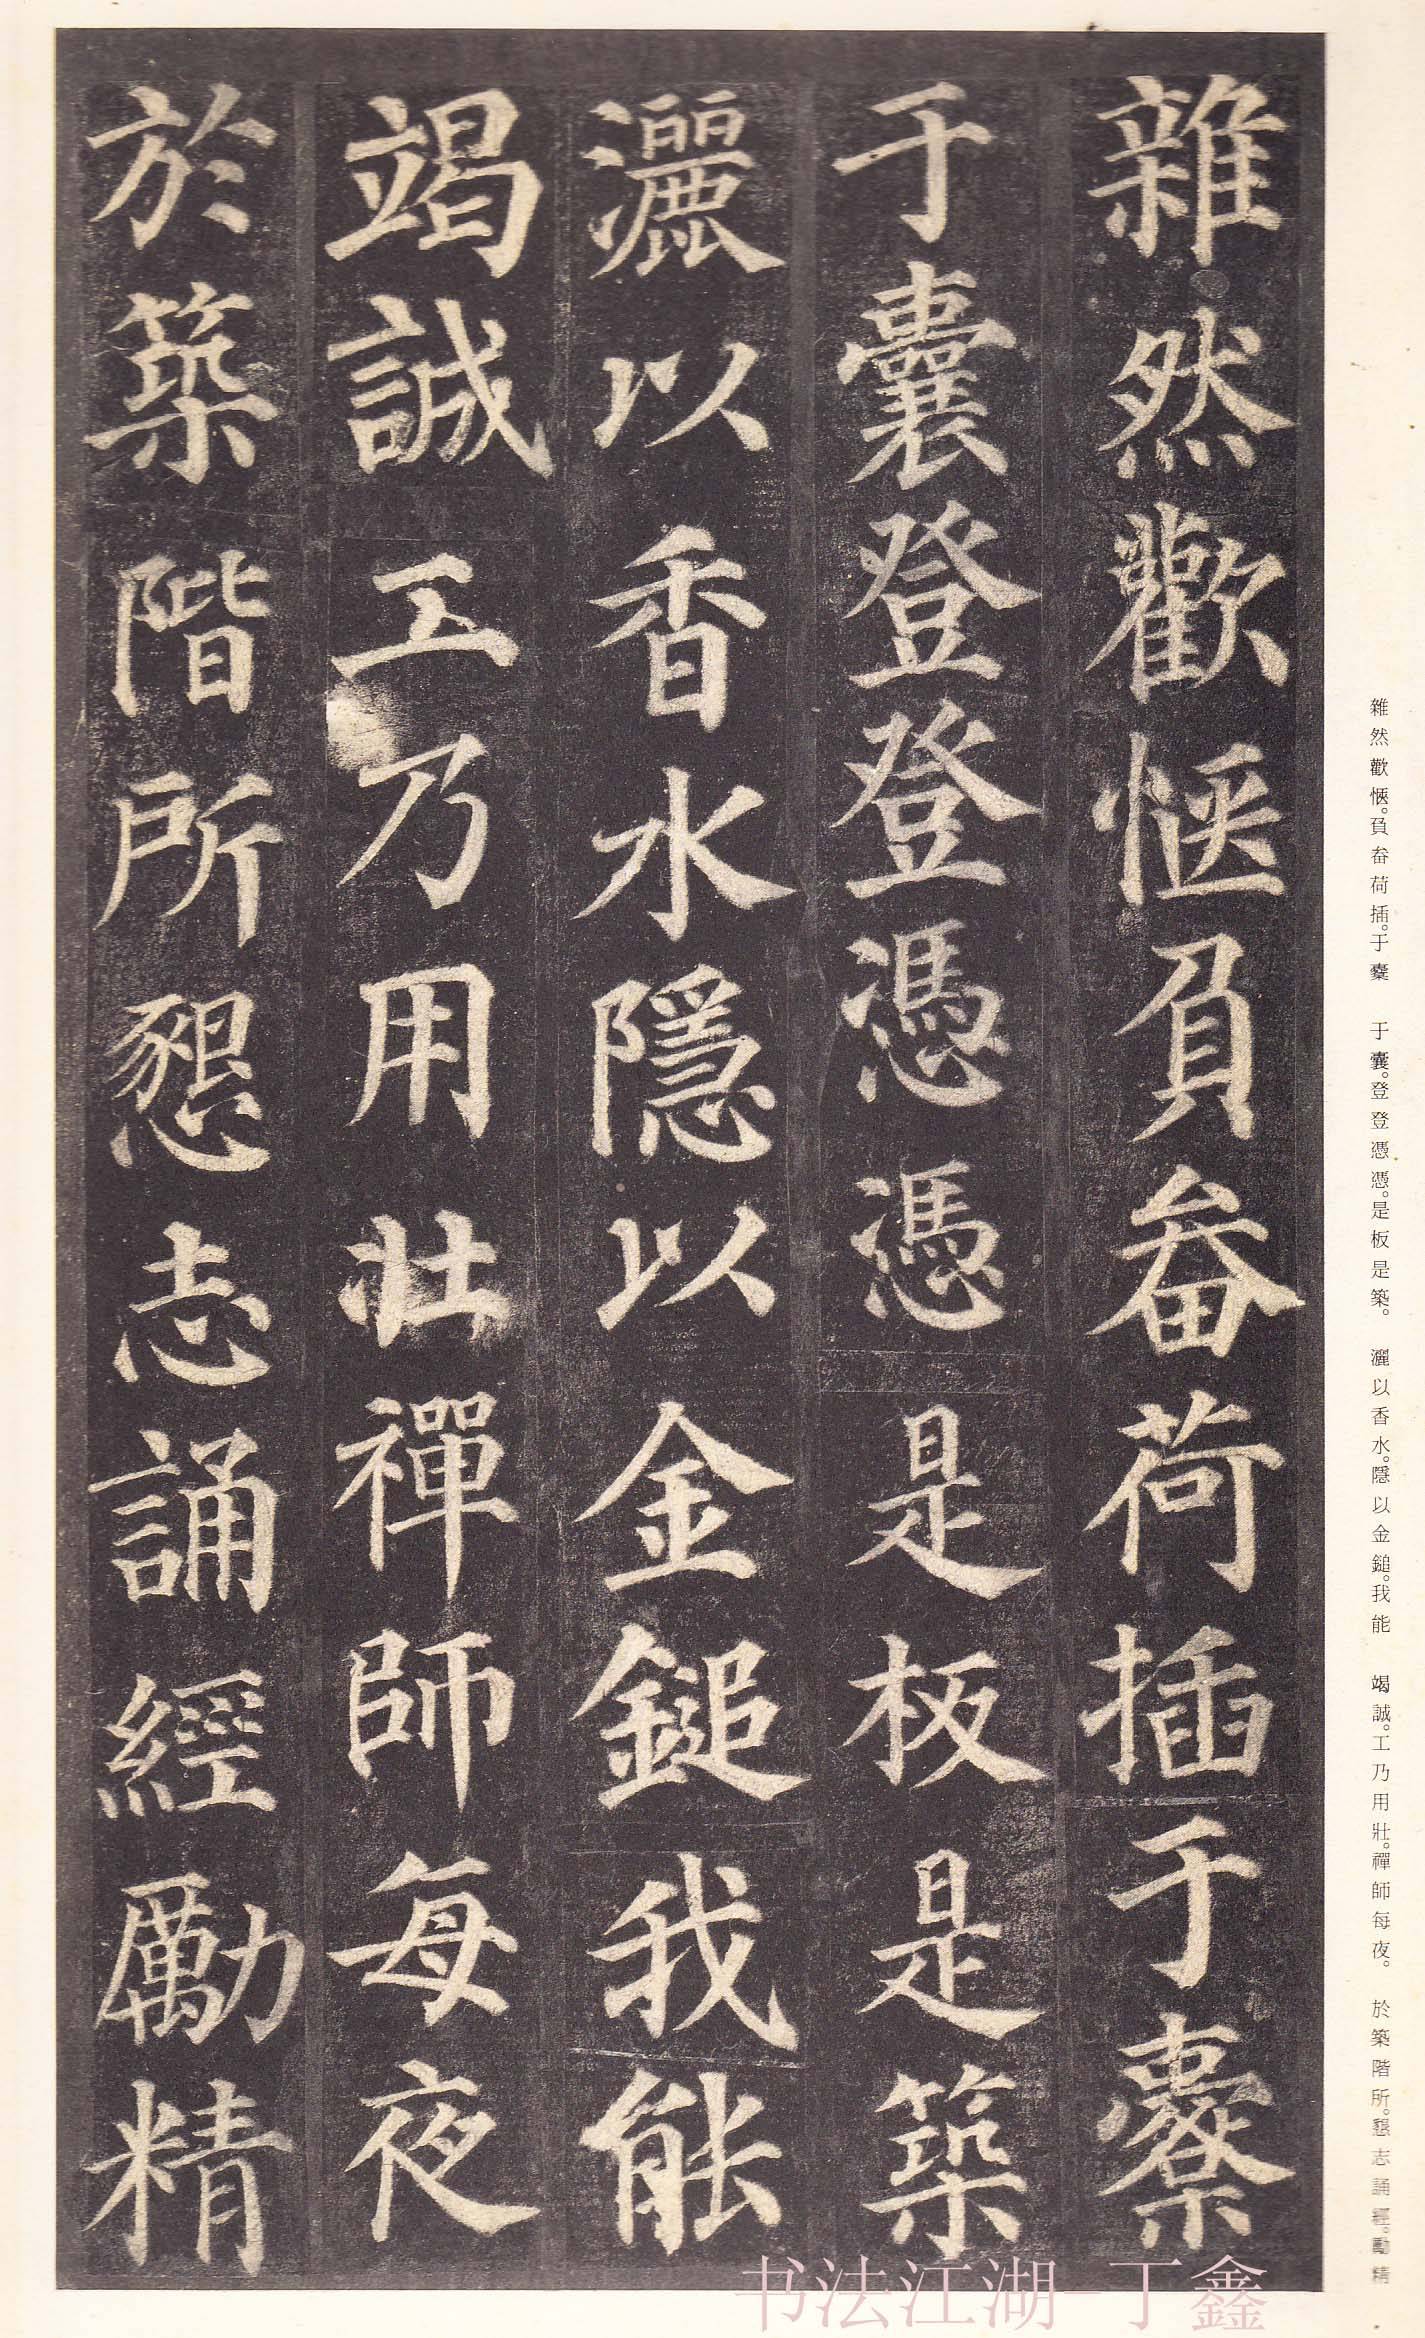 雜然歡愜負畚荷插于橐
于囊登登憑憑是板是築
灑以香水隱以金鎚我能
竭誠工乃用壯禪師每夜
於築階所懇志誦經勵精
雜然歡愜。負畚荷插。于橐 于囊。登登憑憑。是板是築。 灑以香水。隱以金鎚。我能 竭誠。工乃用壯。禪師每夜。 於築階所。懇志誦經。勵精
书法江湖-丁鑫